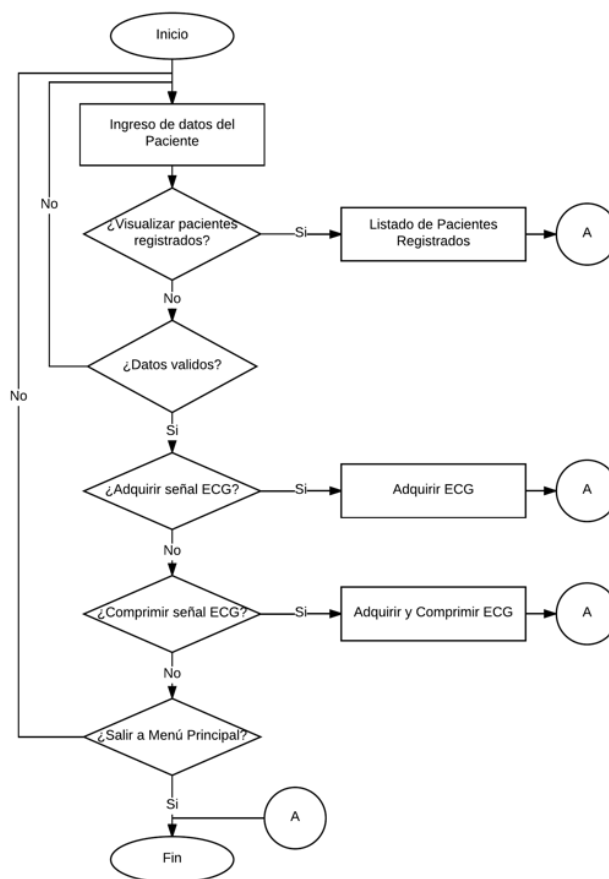 Inicio
Ingreso de datos del
Paciente
No
¿Visualizar pacientes
registrados?
Si
Listado de Pacientes
Registrados
A
No
¿Datos validos?
No
Si
¿Adquirir señal ECG?
Si
Adquirir ECG
A
No
¿Comprimir señal ECG?
Si
Adquirir y Comprimir ECG
A
No
¿Salir a Menú Principal?
Si
A
Fin